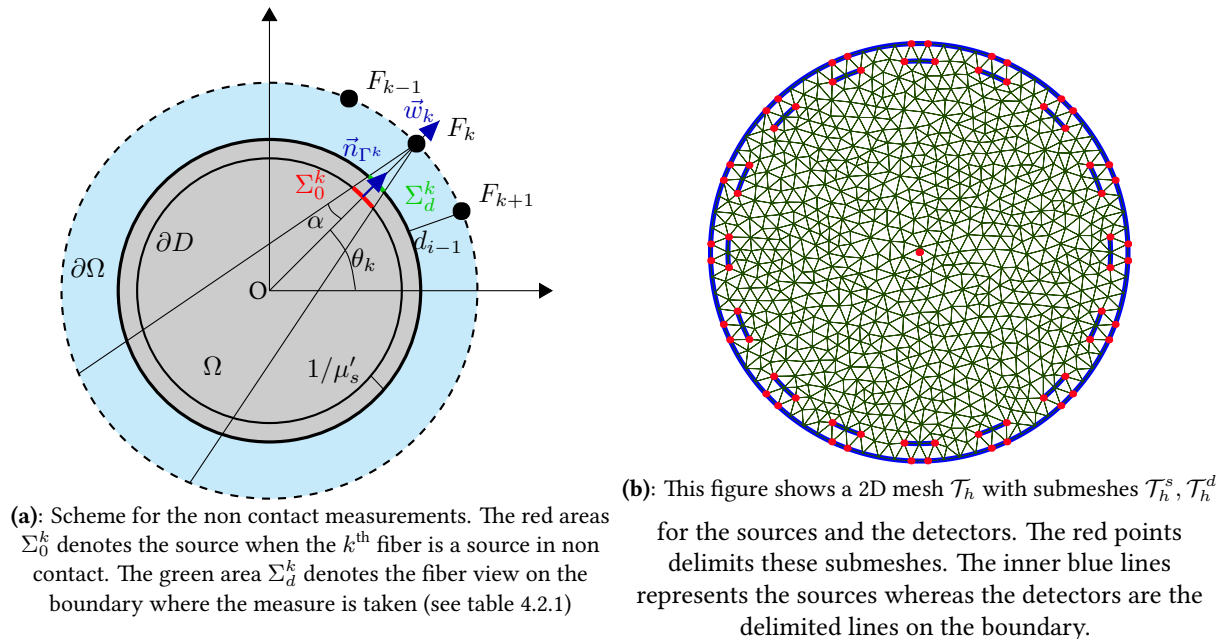 F_{k-1}
\vec{w}_k
F_k
\vec{n}_{Γ^k}
Σ_0^k
Σ_d^k
F_{k+1}
α
d_{i-1}
∂D
θ_k
∂Ω
O
Ω
1/μ'_s
(a): Scheme for the non contact measurements. The red areas
Σ_0^k denotes the source when the k^th fiber is a source in non
contact. The green area Σ_d^k denotes the fiber view on the
boundary where the measure is taken (see table 4.2.1)
(b): This figure shows a 2D mesh 𝒯_h with submeshes 𝒯_h^s, 𝒯_h^d
for the sources and the detectors. The red points
delimits these submeshes. The inner blue lines
represents the sources whereas the detectors are the
delimited lines on the boundary.